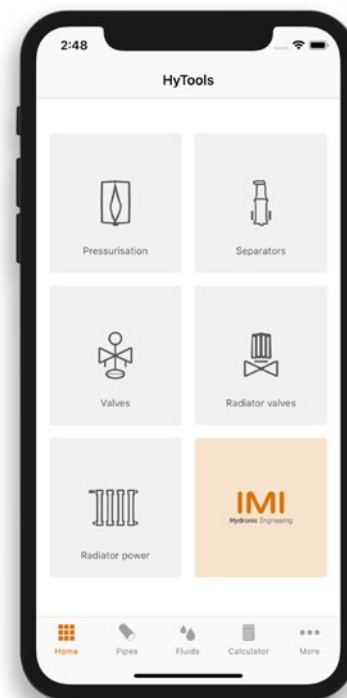 2:48
HyTools
Pressurisation
Separators
Valves
Radiator valves
Radiator power
IMI
Hydronic Engineering
Home
Pipes
Fluids
Calculator
More